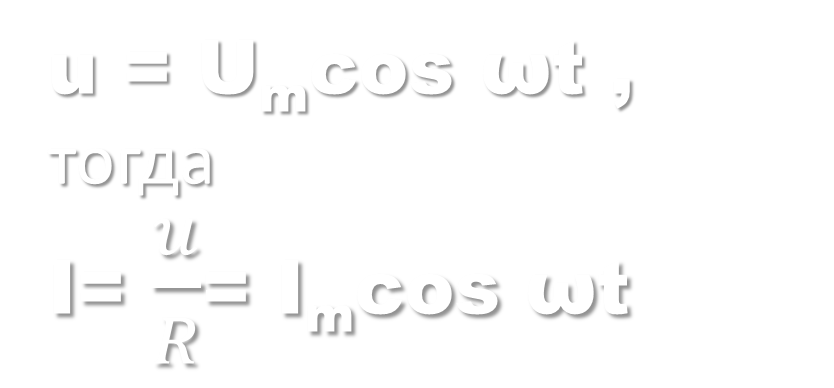 u = Uₘcos ωt ,
тогда
I= u/R = Iₘcos ωt